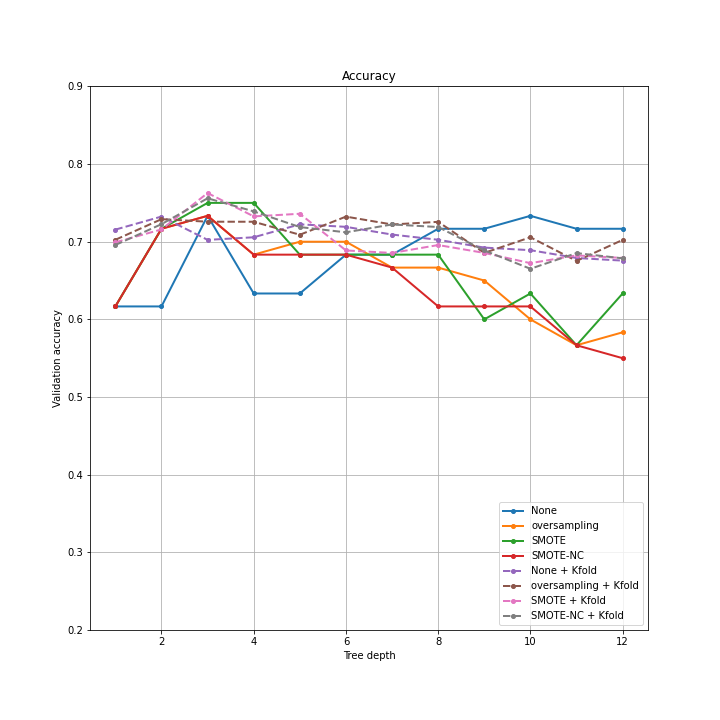 Accuracy
0.9
0.8
0.7
0.6
0.5
0.4
0.3
0.2
Validation accuracy
2
4
6
8
10
12
Tree depth
None
oversampling
SMOTE
SMOTE-NC
None + Kfold
oversampling + Kfold
SMOTE + Kfold
SMOTE-NC + Kfold